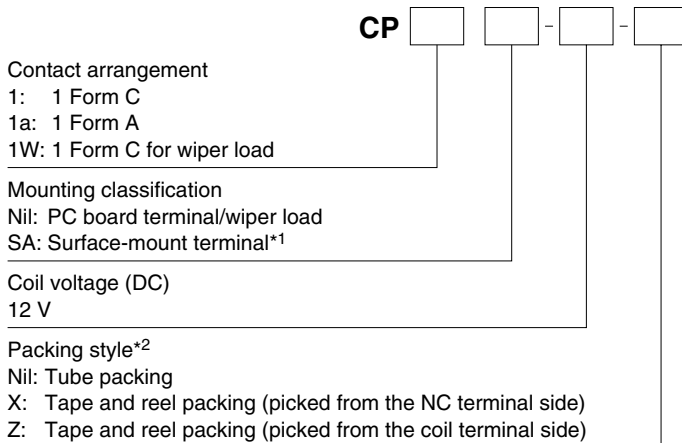 CP - -
Contact arrangement
1: 1 Form C
1a: 1 Form A
1W: 1 Form C for wiper load
Mounting classification
Nil: PC board terminal/wiper load
SA: Surface-mount terminal*1
Coil voltage (DC)
12 V
Packing style*2
Nil: Tube packing
X: Tape and reel packing (picked from the NC terminal side)
Z: Tape and reel packing (picked from the coil terminal side)